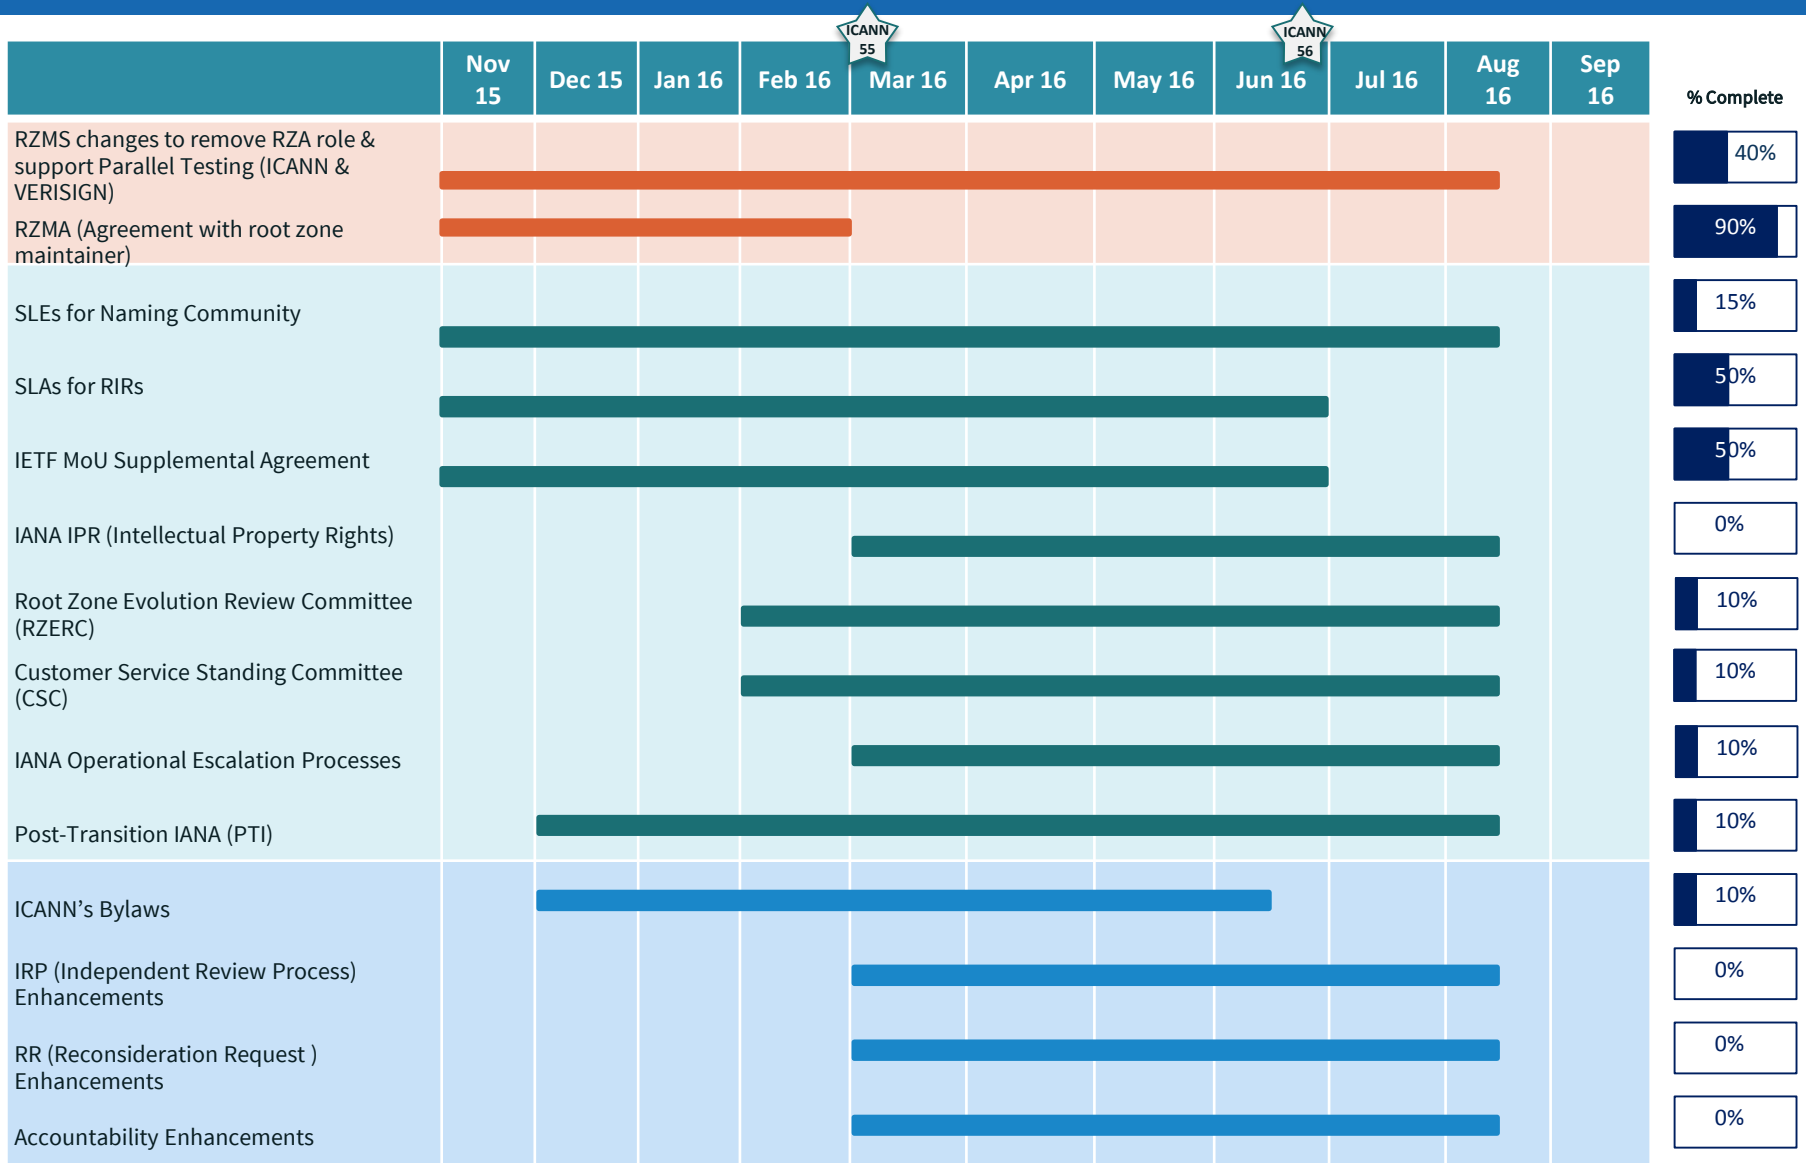 ICANN
55
ICANN
56
Nov
15
Dec 15
Jan 16
Feb 16
Mar 16
Apr 16
May 16
Jun 16
Jul 16
Aug
16
Sep
16
% Complete
RZMS changes to remove RZA role &
support Parallel Testing (ICANN &
VERISIGN)
40%
RZMA (Agreement with root zone
maintainer)
90%
SLEs for Naming Community
15%
SLAs for RIRs
50%
IETF MoU Supplemental Agreement
50%
IANA IPR (Intellectual Property Rights)
0%
Root Zone Evolution Review Committee
(RZERC)
10%
Customer Service Standing Committee
(CSC)
10%
IANA Operational Escalation Processes
10%
Post-Transition IANA (PTI)
10%
ICANN’s Bylaws
10%
IRP (Independent Review Process)
Enhancements
0%
RR (Reconsideration Request )
Enhancements
0%
Accountability Enhancements
0%